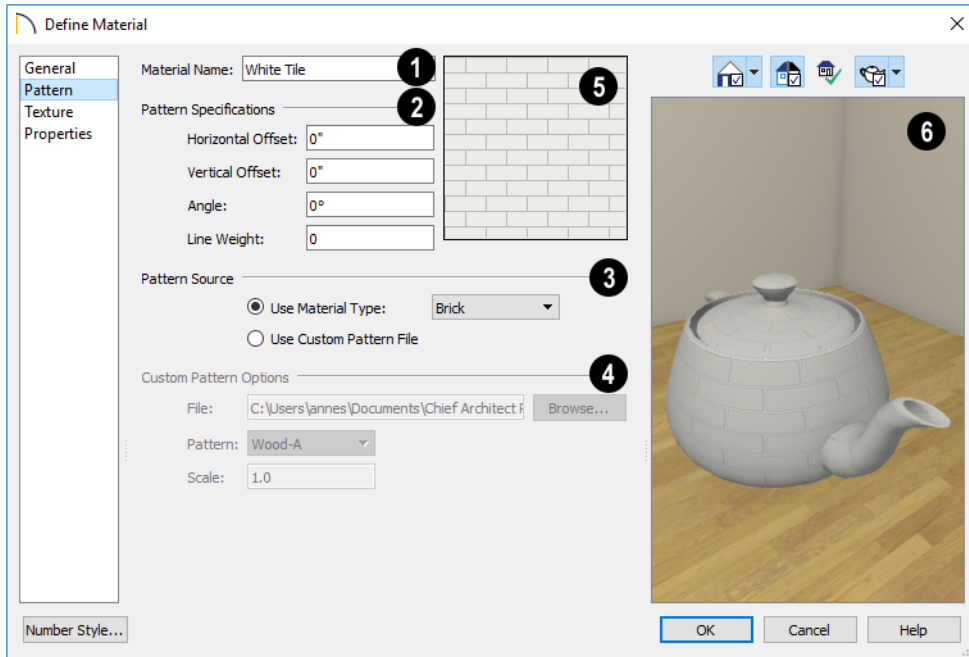 Define Material
General
Pattern
Texture
Properties
Material Name: White Tile 1
Pattern Specifications 2
Horizontal Offset: 0"
Vertical Offset: 0"
Angle: 0°
Line Weight: 0
5
6
Pattern Source 3
Use Material Type: Brick
Use Custom Pattern File
Custom Pattern Options 4
File: C:\Users\annes\Documents\Chief Architect Browse...
Pattern: Wood-A
Scale: 1.0
Number Style... OK Cancel Help